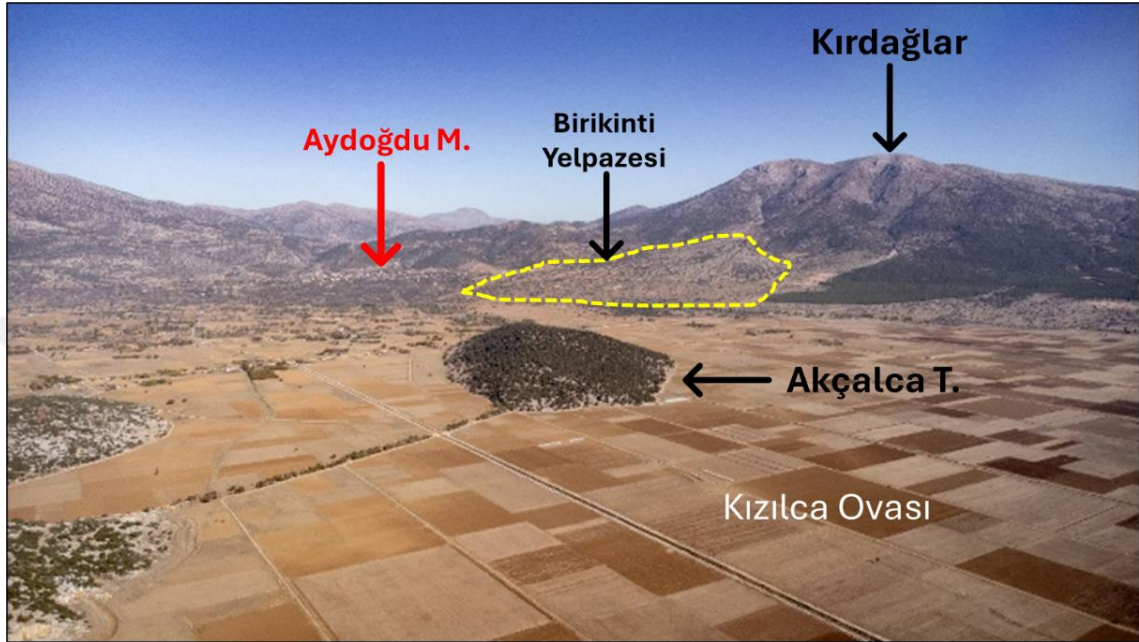 Kırdağlar
Birikinti
Yelpazesi
Aydoğdu M.
Akçalca T.
Kızılca Ovası